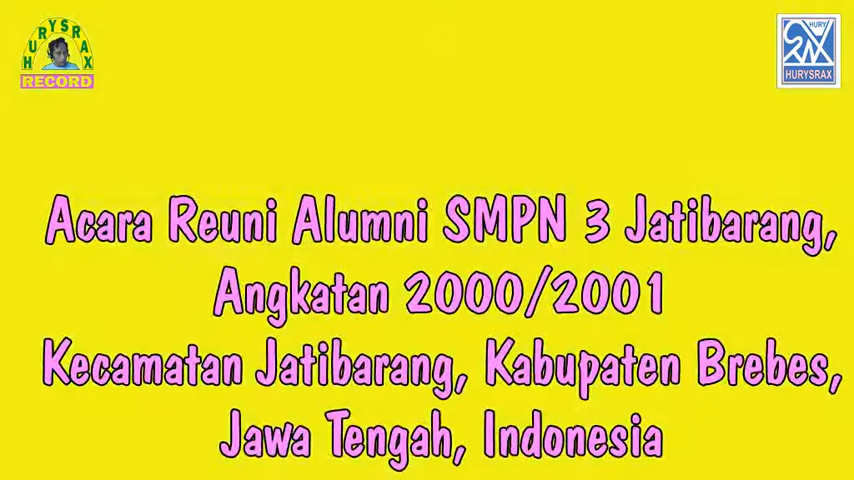 HURYSRAX
RECORD
HURY
HURYSRAX
Acara Reuni Alumni SMPN 3 Jatibarang,
Angkatan 2000/2001
Kecamatan Jatibarang, Kabupaten Brebes,
Jawa Tengah, Indonesia